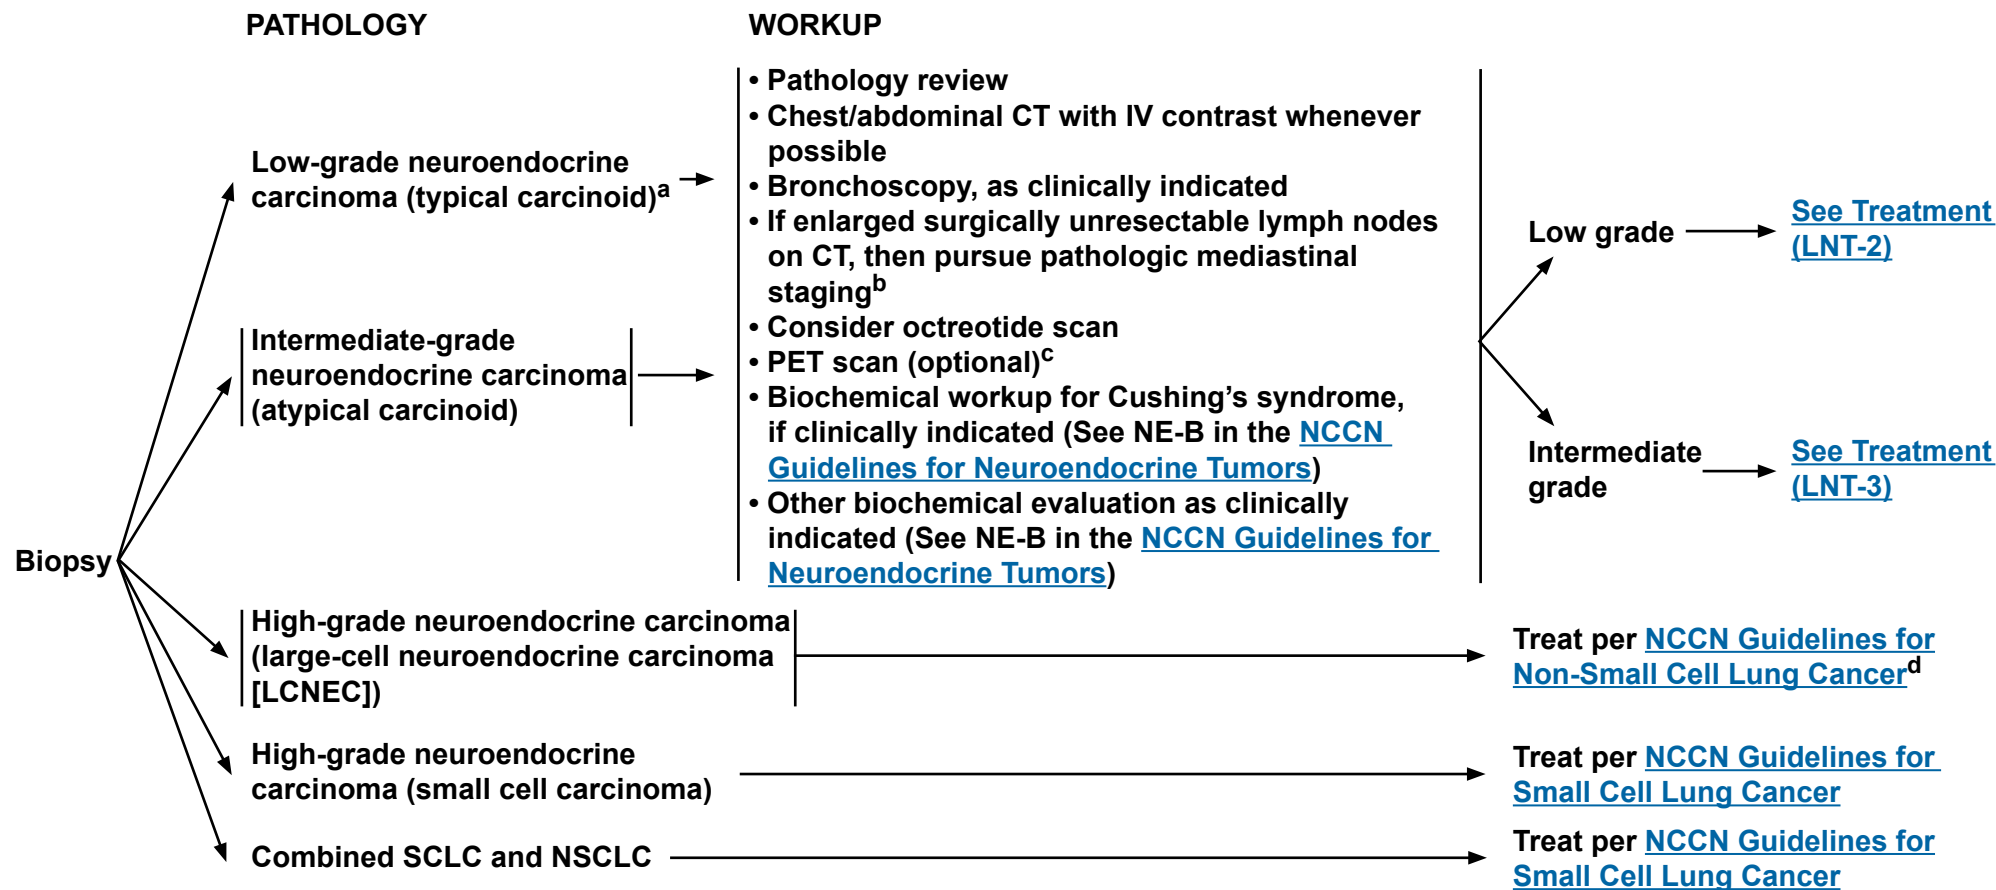 PATHOLOGY
WORKUP
Biopsy
Low-grade neuroendocrine
carcinoma (typical carcinoid)a
Intermediate-grade
neuroendocrine carcinoma
(atypical carcinoid)
• Pathology review
• Chest/abdominal CT with IV contrast whenever
possible
• Bronchoscopy, as clinically indicated
• If enlarged surgically unresectable lymph nodes
on CT, then pursue pathologic mediastinal
stagingb
• Consider octreotide scan
• PET scan (optional)c
• Biochemical workup for Cushing’s syndrome,
if clinically indicated (See NE-B in the NCCN
Guidelines for Neuroendocrine Tumors)
• Other biochemical evaluation as clinically
indicated (See NE-B in the NCCN Guidelines for
Neuroendocrine Tumors)
Low grade
See Treatment
(LNT-2)
Intermediate
grade
See Treatment
(LNT-3)
High-grade neuroendocrine carcinoma
(large-cell neuroendocrine carcinoma
[LCNEC])
Treat per NCCN Guidelines for
Non-Small Cell Lung Cancerd
High-grade neuroendocrine
carcinoma (small cell carcinoma)
Treat per NCCN Guidelines for
Small Cell Lung Cancer
Combined SCLC and NSCLC
Treat per NCCN Guidelines for
Small Cell Lung Cancer